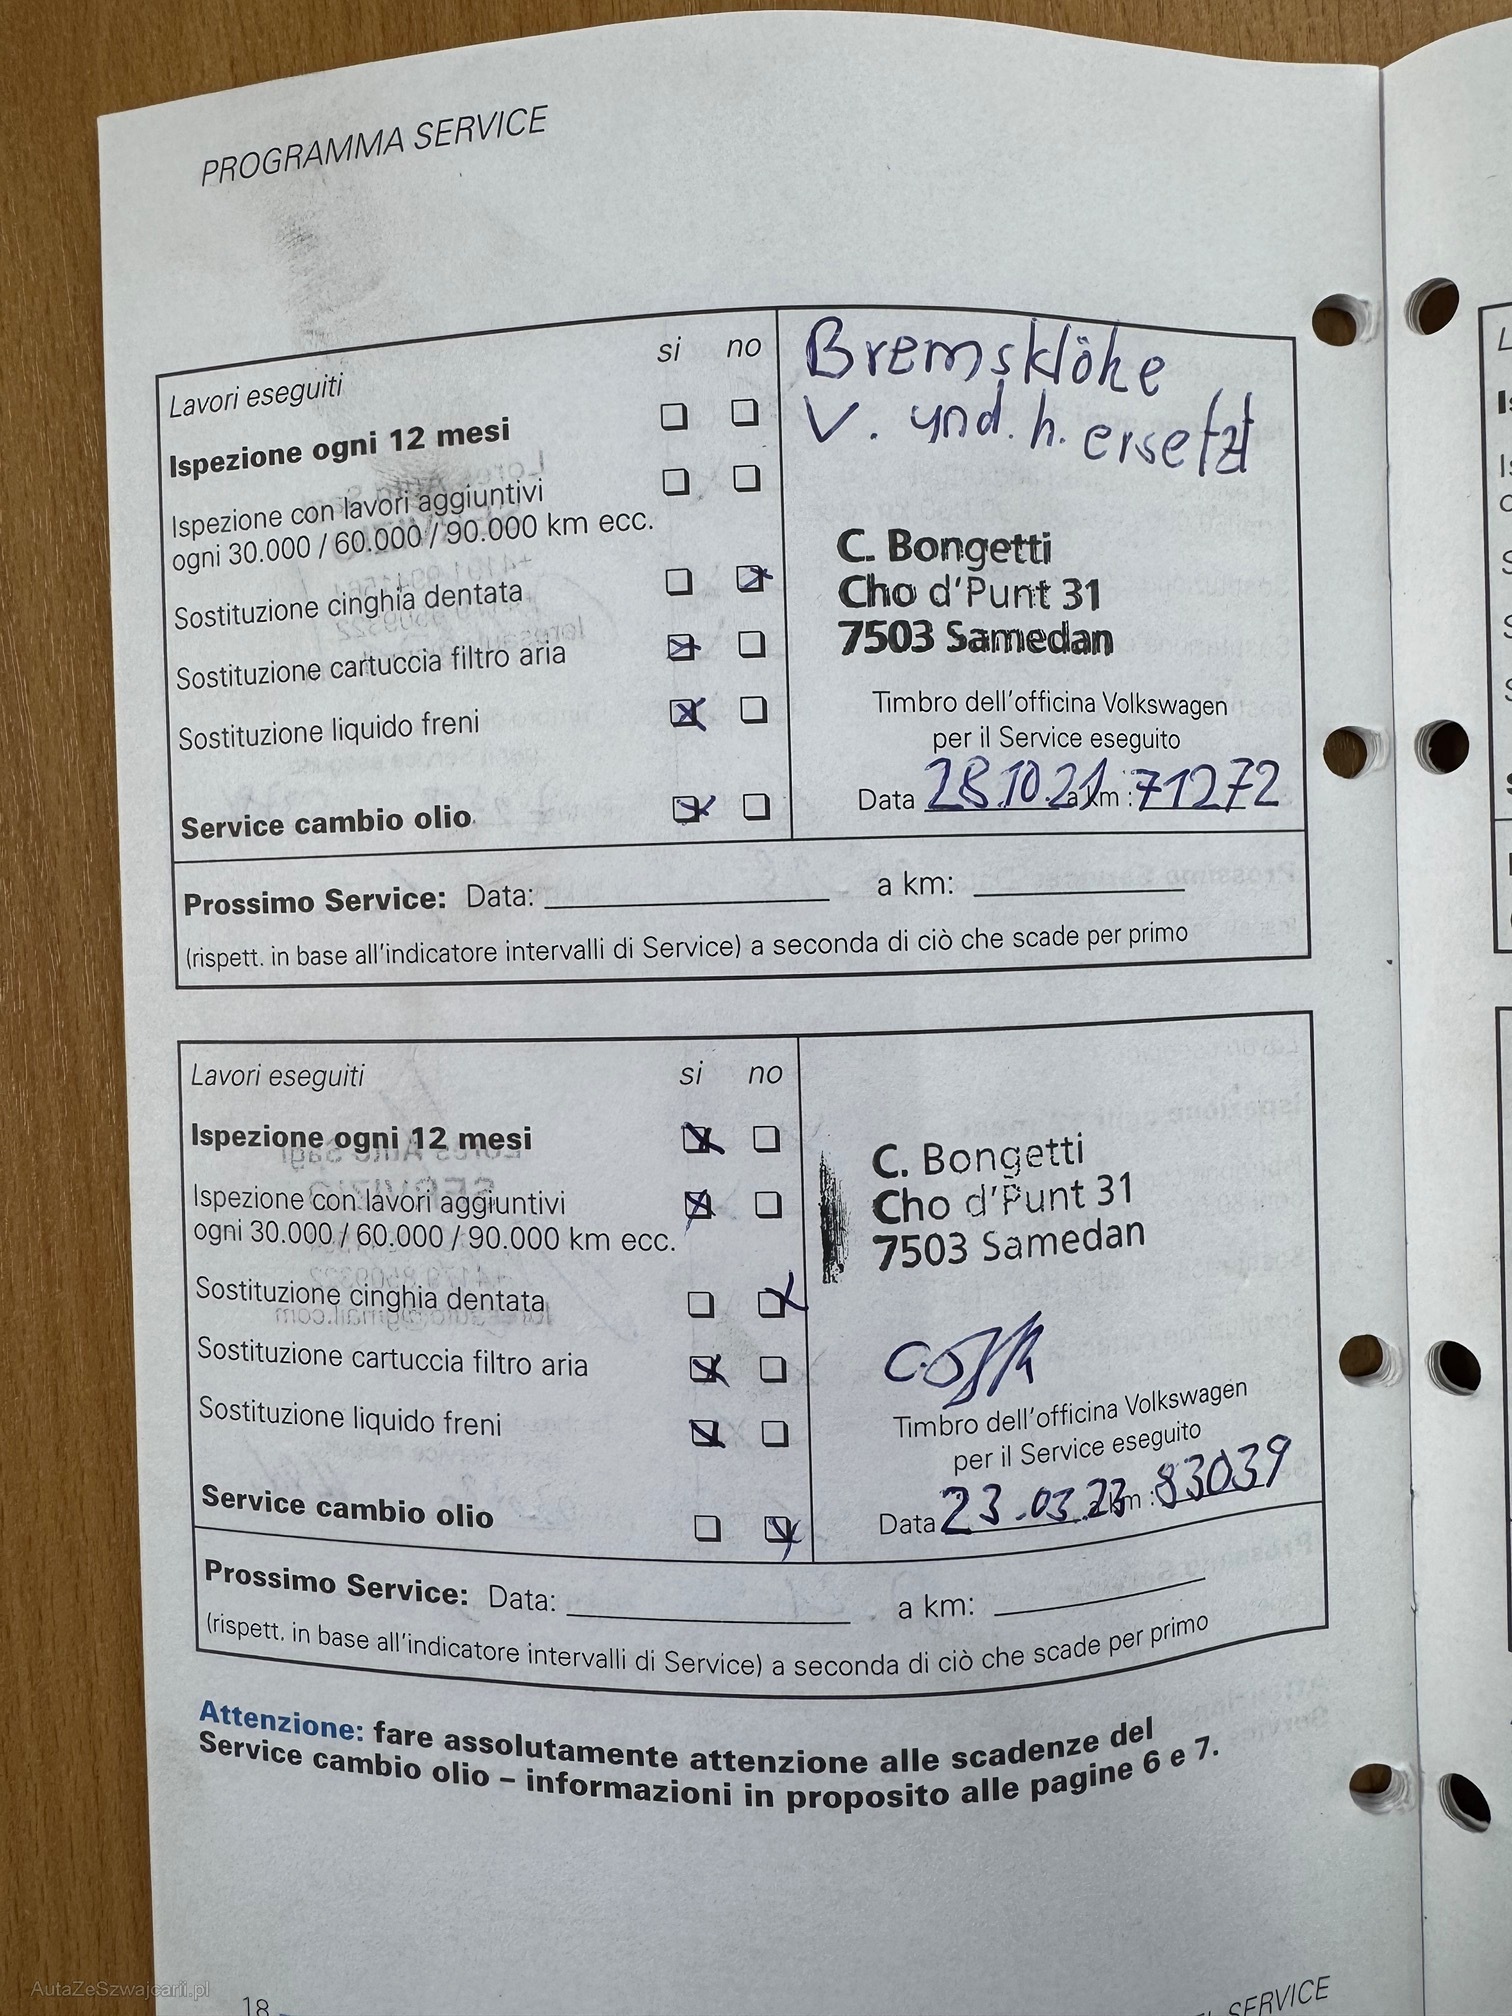 PROGRAMMA SERVICE
Lavori eseguiti si no
Ispezione ogni 12 mesi
Ispezione con lavori aggiuntivi
ogni 30.000 / 60.000 / 90.000 km ecc.
Sostituzione cinghia dentata
Sostituzione cartuccia filtro aria
Sostituzione liquido freni
Service cambio olio
Bremsklöhe
V. und. h. ersetzt
C. Bongetti
Cho d'Punt 31
7503 Samedan
Timbro dell'officina Volkswagen
per il Service eseguito
Data 28.10.21 a km : 71272
Prossimo Service: Data: a km:
(rispett. in base all'indicatore intervalli di Service) a seconda di ciò che scade per primo
Lavori eseguiti si no
Ispezione ogni 12 mesi
Ispezione con lavori aggiuntivi
ogni 30.000 / 60.000 / 90.000 km ecc.
Sostituzione cinghia dentata
Sostituzione cartuccia filtro aria
Sostituzione liquido freni
Service cambio olio
C. Bongetti
Cho d'Punt 31
7503 Samedan
Timbro dell'officina Volkswagen
per il Service eseguito
Data 23.03.23 a km : 83039
Prossimo Service: Data: a km:
(rispett. in base all'indicatore intervalli di Service) a seconda di ciò che scade per primo
Attenzione: fare assolutamente attenzione alle scadenze del
Service cambio olio – informazioni in proposito alle pagine 6 e 7.
AutaZeSzwajcarii.pl
18
SERVICE